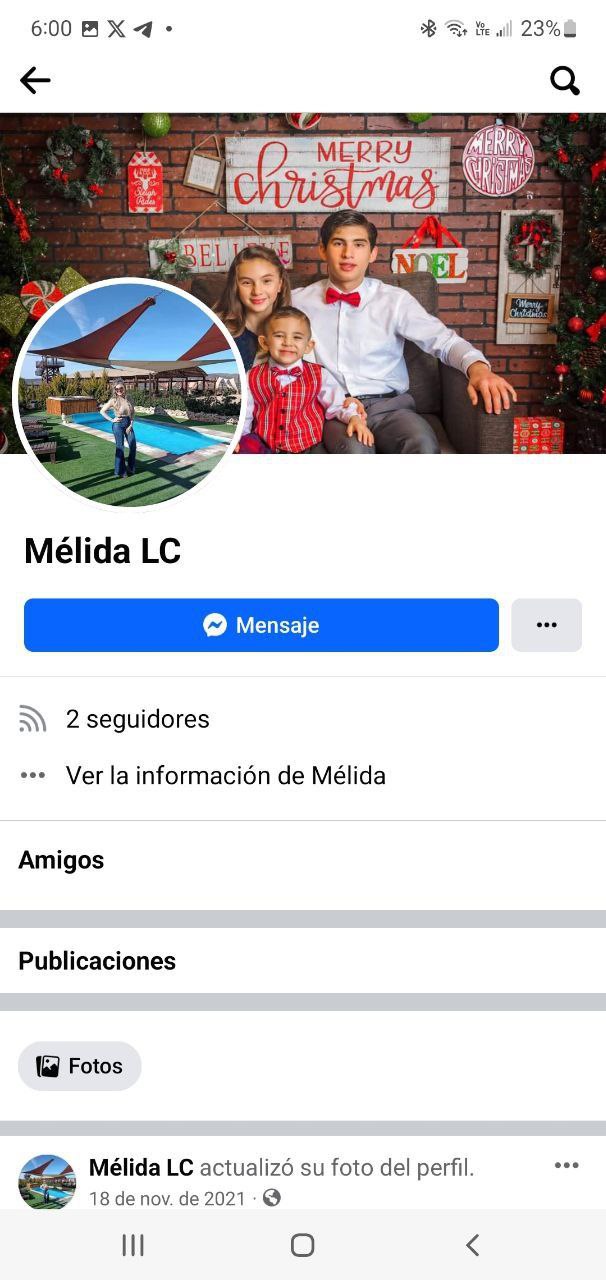 6:00
Vo
LTE
23%
MERRY
christmas
MERRY
CHRISTMAS
Sleigh
Rides
BELIEVE
NOEL
Merry
Christmas
Mélida LC
Mensaje
2 seguidores
Ver la información de Mélida
Amigos
Publicaciones
Fotos
Mélida LC actualizó su foto del perfil.
18 de nov. de 2021 ·